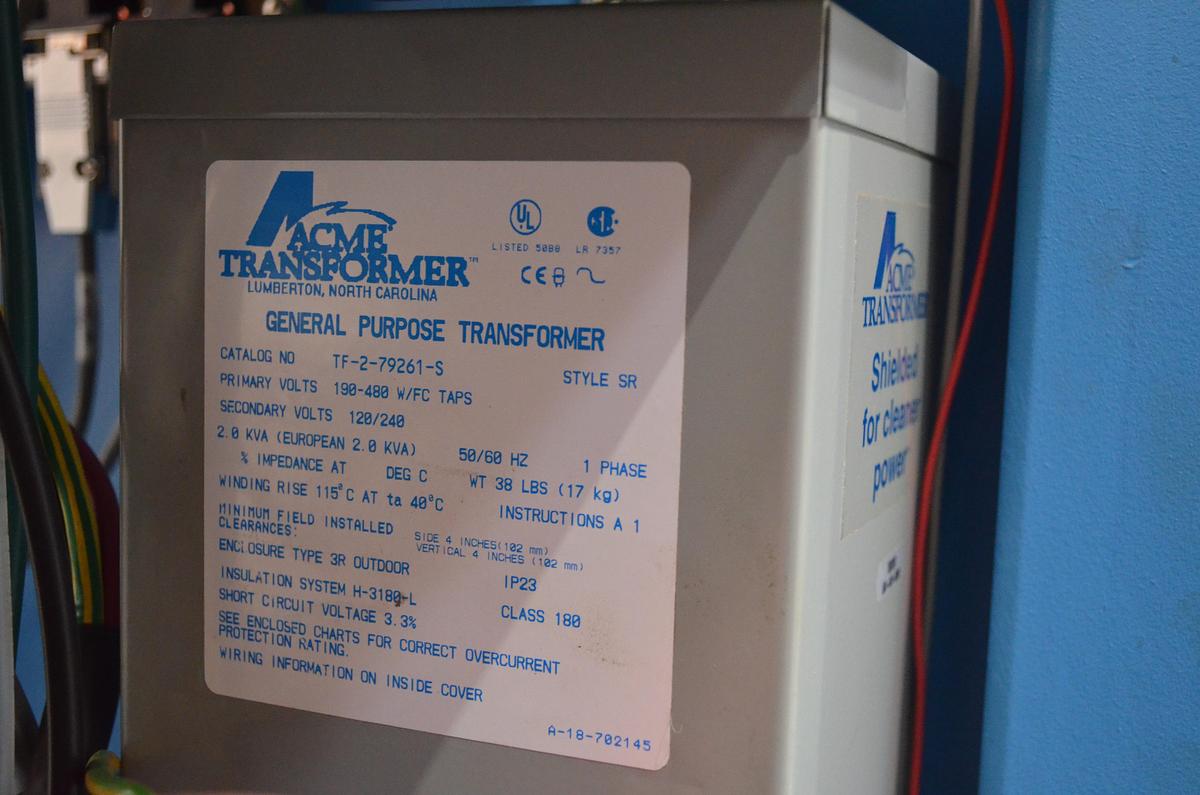 ACME
TRANSFORMER™
LUMBERTON, NORTH CAROLINA
UL
LISTED 50B8 LR 7357
CE
GENERAL PURPOSE TRANSFORMER
CATALOG NO TF-2-79261-S
STYLE SR
PRIMARY VOLTS 190-480 W/FC TAPS
SECONDARY VOLTS 120/240
2.0 KVA (EUROPEAN 2.0 KVA) 50/60 HZ 1 PHASE
% IMPEDANCE AT DEG C WT 38 LBS (17 kg)
WINDING RISE 115°C AT ta 40°C INSTRUCTIONS A 1
MINIMUM FIELD INSTALLED
CLEARANCES:
SIDE 4 INCHES(102 mm)
VERTICAL 4 INCHES (102 mm)
ENCLOSURE TYPE 3R OUTDOOR IP23
INSULATION SYSTEM H-3180-L CLASS 180
SHORT CIRCUIT VOLTAGE 3.3%
SEE ENCLOSED CHARTS FOR CORRECT OVERCURRENT
PROTECTION RATING.
WIRING INFORMATION ON INSIDE COVER
A-18-702145
ACME
TRANSFORMER
Shielded
for cleaner
power